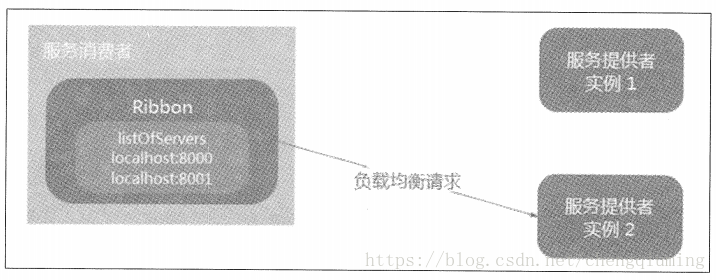 服务消费者
Ribbon
listOfServers
localhost:8000
localhost:8001
负载均衡请求
服务提供者
实例 1
服务提供者
实例 2
https://blog.csdn.net/chengqiuming